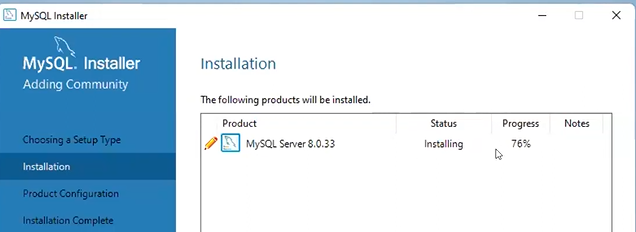 MySQL Installer
MySQL. Installer
Adding Community
Choosing a Setup Type
Installation
Product Configuration
Installation Complete
Installation
The following products will be installed.
Product Status Progress Notes
MySQL Server 8.0.33 Installing 76%